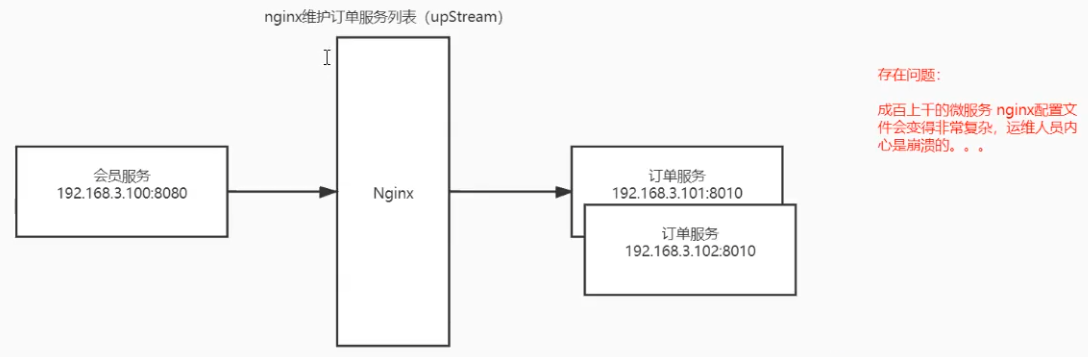 nginx维护订单服务列表（upStream）
存在问题：
成百上千的微服务 nginx配置文
件会变得非常复杂，运维人员内
心是崩溃的。。。
会员服务
192.168.3.100:8080
Nginx
订单服务
192.168.3.101:8010
订单服务
192.168.3.102:8010